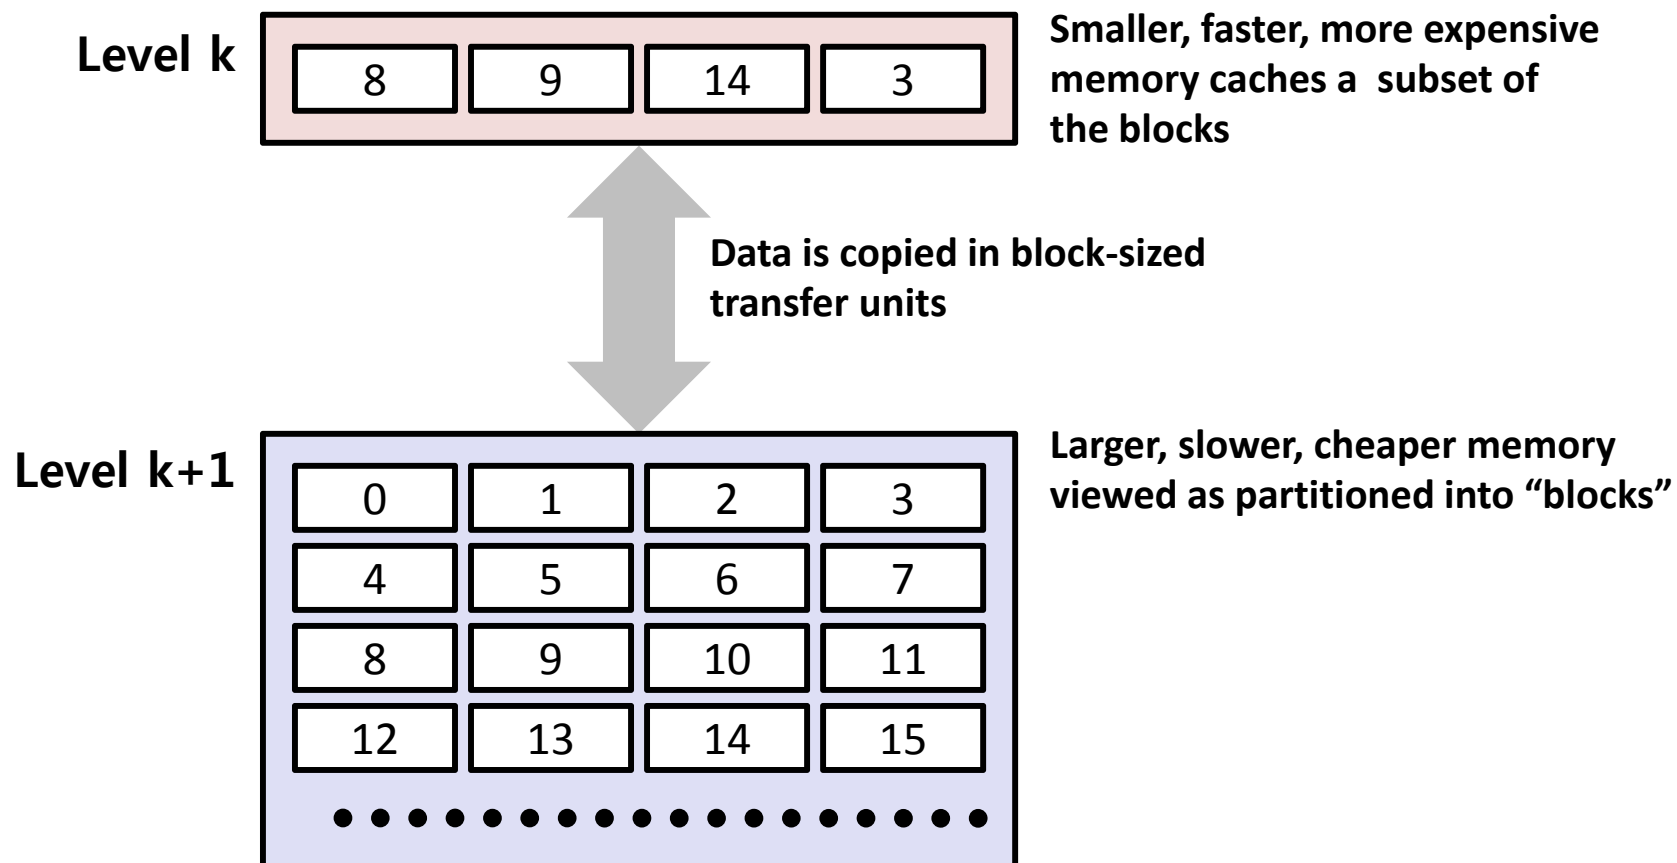 Level k
8 9 14 3
Smaller, faster, more expensive
memory caches a subset of
the blocks
Data is copied in block-sized
transfer units
Level k+1
0 1 2 3
4 5 6 7
8 9 10 11
12 13 14 15
Larger, slower, cheaper memory
viewed as partitioned into “blocks”